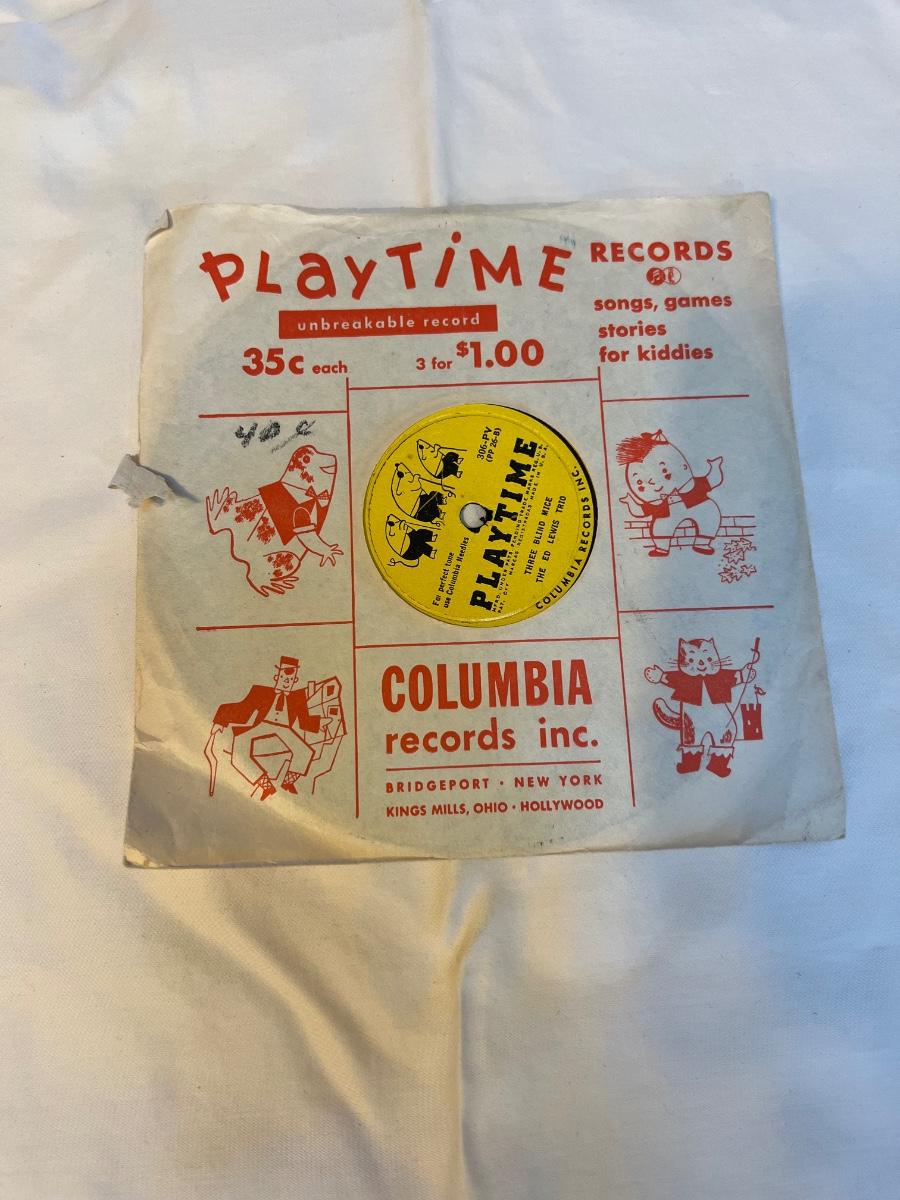 PLAYTIME
unbreakable record
35c each
3 for $1.00
RECORDS
songs, games
stories
for kiddies
40 c
306-PV
(PP 26-B)
For perfect tone
use Columbia Needles
PLAYTIME
THREE BLIND MICE
THE ED LEWIS TRIO
COLUMBIA RECORDS INC.
COLUMBIA
records inc.
BRIDGEPORT · NEW YORK
KINGS MILLS, OHIO · HOLLYWOOD